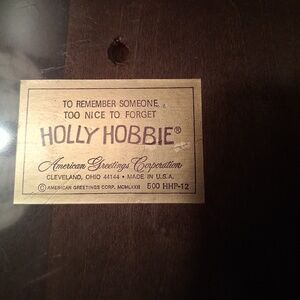 TO REMEMBER SOMEONE
TOO NICE TO FORGET
HOLLY HOBBIE®
American Greetings Corporation
CLEVELAND, OHIO 44144 • MADE IN U.S.A.
© AMERICAN GREETINGS CORP. MCMLXXII 500 HHP-12